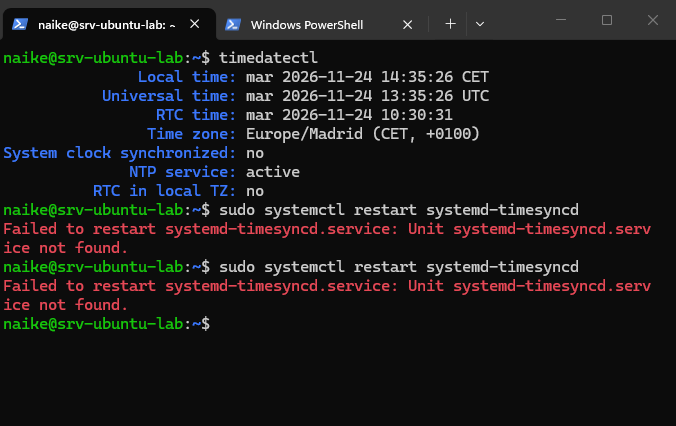 naike@srv-ubuntu-lab: ~
Windows PowerShell
naike@srv-ubuntu-lab:~$ timedatectl
Local time: mar 2026-11-24 14:35:26 CET
Universal time: mar 2026-11-24 13:35:26 UTC
RTC time: mar 2026-11-24 10:30:31
Time zone: Europe/Madrid (CET, +0100)
System clock synchronized: no
NTP service: active
RTC in local TZ: no
naike@srv-ubuntu-lab:~$ sudo systemctl restart systemd-timesyncd
Failed to restart systemd-timesyncd.service: Unit systemd-timesyncd.serv
ice not found.
naike@srv-ubuntu-lab:~$ sudo systemctl restart systemd-timesyncd
Failed to restart systemd-timesyncd.service: Unit systemd-timesyncd.serv
ice not found.
naike@srv-ubuntu-lab:~$